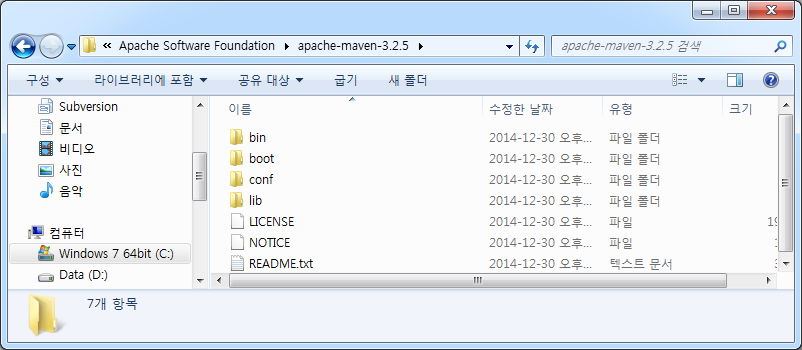 « Apache Software Foundation ▸ apache-maven-3.2.5 ▸
apache-maven-3.2.5 검색
구성 라이브러리에 포함 공유 대상 굽기 새 폴더
Subversion
문서
비디오
사진
음악
컴퓨터
Windows 7 64bit (C:)
Data (D:)
이름 수정한 날짜 유형 크기
bin 2014-12-30 오후... 파일 폴더
boot 2014-12-30 오후... 파일 폴더
conf 2014-12-30 오후... 파일 폴더
lib 2014-12-30 오후... 파일 폴더
LICENSE 2014-12-30 오후... 파일
NOTICE 2014-12-30 오후... 파일
README.txt 2014-12-30 오후... 텍스트 문서
7개 항목